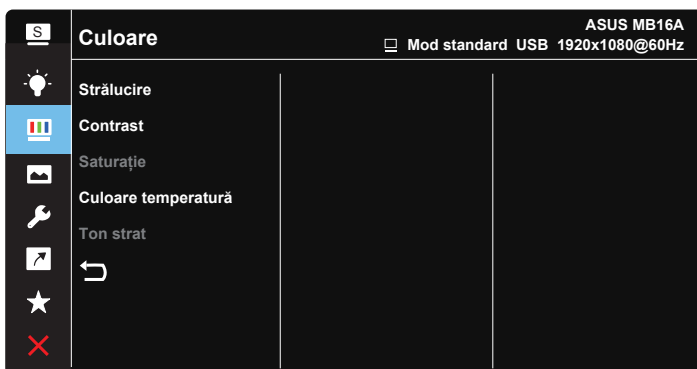 S
Culoare
ASUS MB16A
Mod standard USB 1920x1080@60Hz
Strălucire
Contrast
Saturație
Culoare temperatură
Ton strat